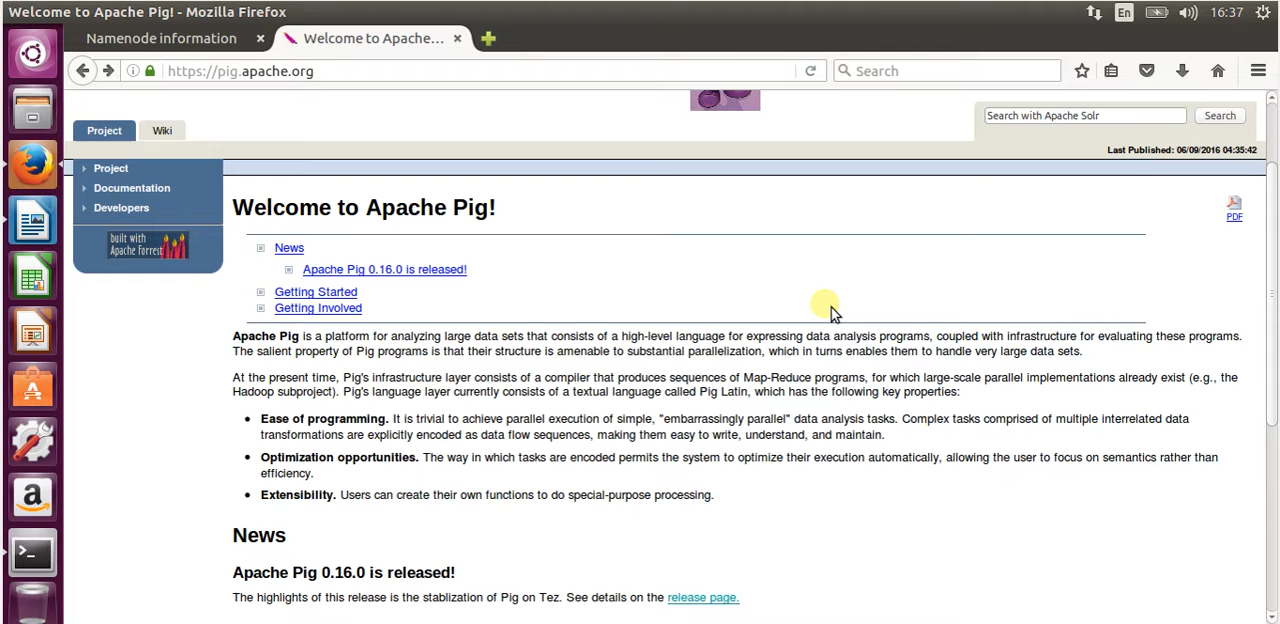 Welcome to Apache Pig! - Mozilla Firefox
En
16:37
Namenode information
Welcome to Apache...
https://pig.apache.org
Search
Project
Wiki
Search with Apache Solr
Search
Last Published: 06/09/2016 04:35:42
Project
Documentation
Developers
built with
Apache Forrest
Welcome to Apache Pig!
PDF
News
Apache Pig 0.16.0 is released!
Getting Started
Getting Involved
Apache Pig is a platform for analyzing large data sets that consists of a high-level language for expressing data analysis programs, coupled with infrastructure for evaluating these programs.
The salient property of Pig programs is that their structure is amenable to substantial parallelization, which in turns enables them to handle very large data sets.
At the present time, Pig's infrastructure layer consists of a compiler that produces sequences of Map-Reduce programs, for which large-scale parallel implementations already exist (e.g., the
Hadoop subproject). Pig's language layer currently consists of a textual language called Pig Latin, which has the following key properties:
• Ease of programming. It is trivial to achieve parallel execution of simple, "embarrassingly parallel" data analysis tasks. Complex tasks comprised of multiple interrelated data
transformations are explicitly encoded as data flow sequences, making them easy to write, understand, and maintain.
• Optimization opportunities. The way in which tasks are encoded permits the system to optimize their execution automatically, allowing the user to focus on semantics rather than
efficiency.
• Extensibility. Users can create their own functions to do special-purpose processing.
News
Apache Pig 0.16.0 is released!
The highlights of this release is the stablization of Pig on Tez. See details on the release page.